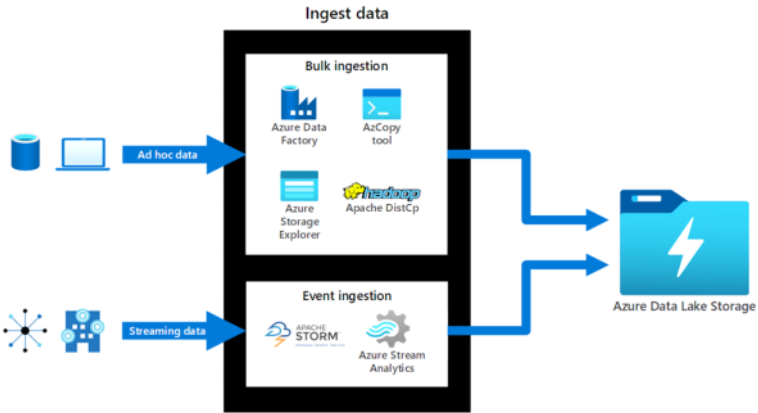 Ingest data
Bulk ingestion
Azure Data
Factory
AzCopy
tool
Ad hoc data
Azure
Storage
Explorer
hadoop
Apache DistCp
Azure Data Lake Storage
Event ingestion
Streaming data
APACHE
STORM
Azure Stream
Analytics